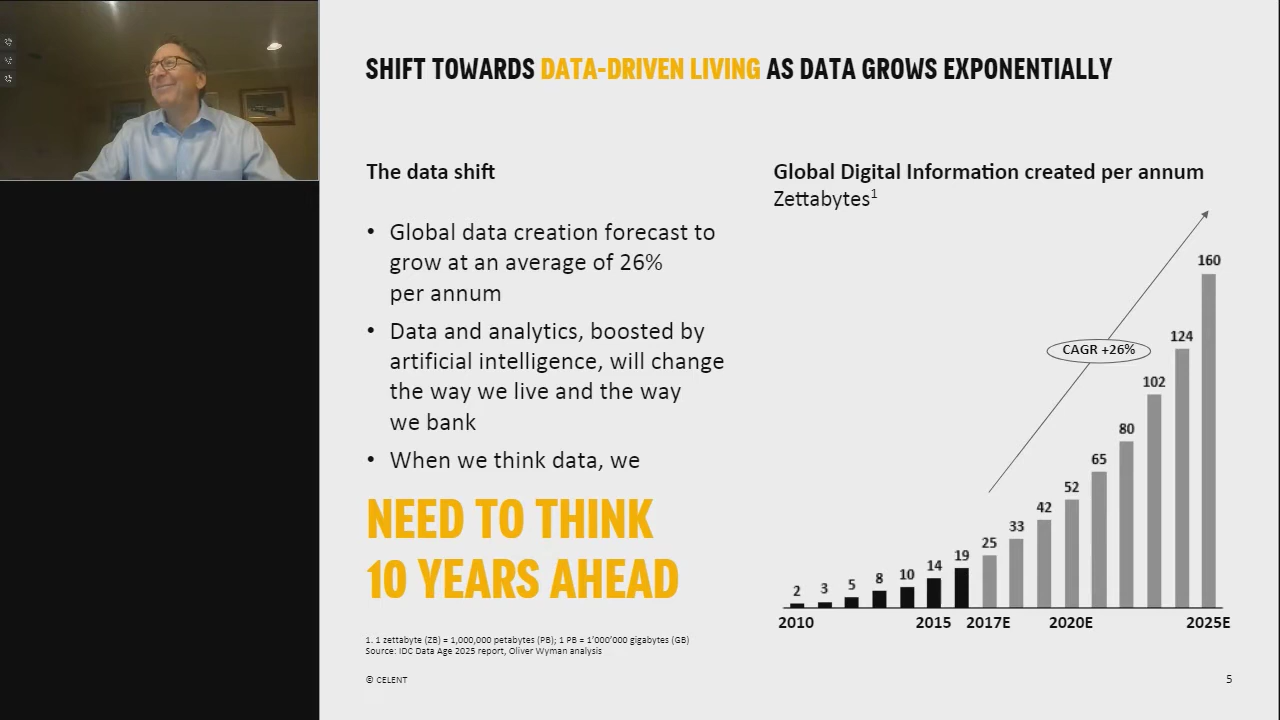 SHIFT TOWARDS DATA-DRIVEN LIVING AS DATA GROWS EXPONENTIALLY
The data shift
• Global data creation forecast to
grow at an average of 26%
per annum
• Data and analytics, boosted by
artificial intelligence, will change
the way we live and the way
we bank
• When we think data, we
NEED TO THINK
10 YEARS AHEAD
Global Digital Information created per annum
Zettabytes¹
CAGR +26%
2 3 5 8 10 14 19 25 33 42 52 65 80 102 124 160
2010 2015 2017E 2020E 2025E
1. 1 zettabyte (ZB) = 1,000,000 petabytes (PB); 1 PB = 1'000'000 gigabytes (GB)
Source: IDC Data Age 2025 report, Oliver Wyman analysis
© CELENT
5